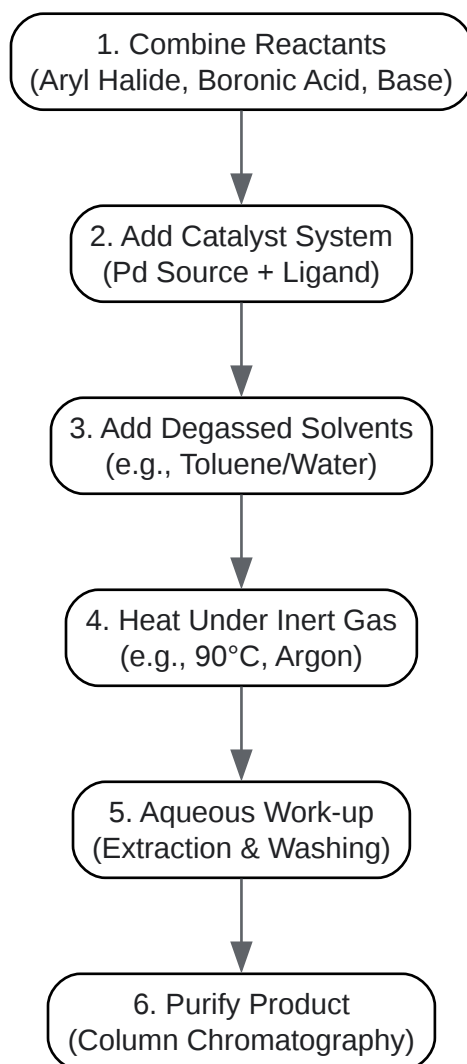 1. Combine Reactants
(Aryl Halide, Boronic Acid, Base)
2. Add Catalyst System
(Pd Source + Ligand)
3. Add Degassed Solvents
(e.g., Toluene/Water)
4. Heat Under Inert Gas
(e.g., 90°C, Argon)
5. Aqueous Work-up
(Extraction & Washing)
6. Purify Product
(Column Chromatography)